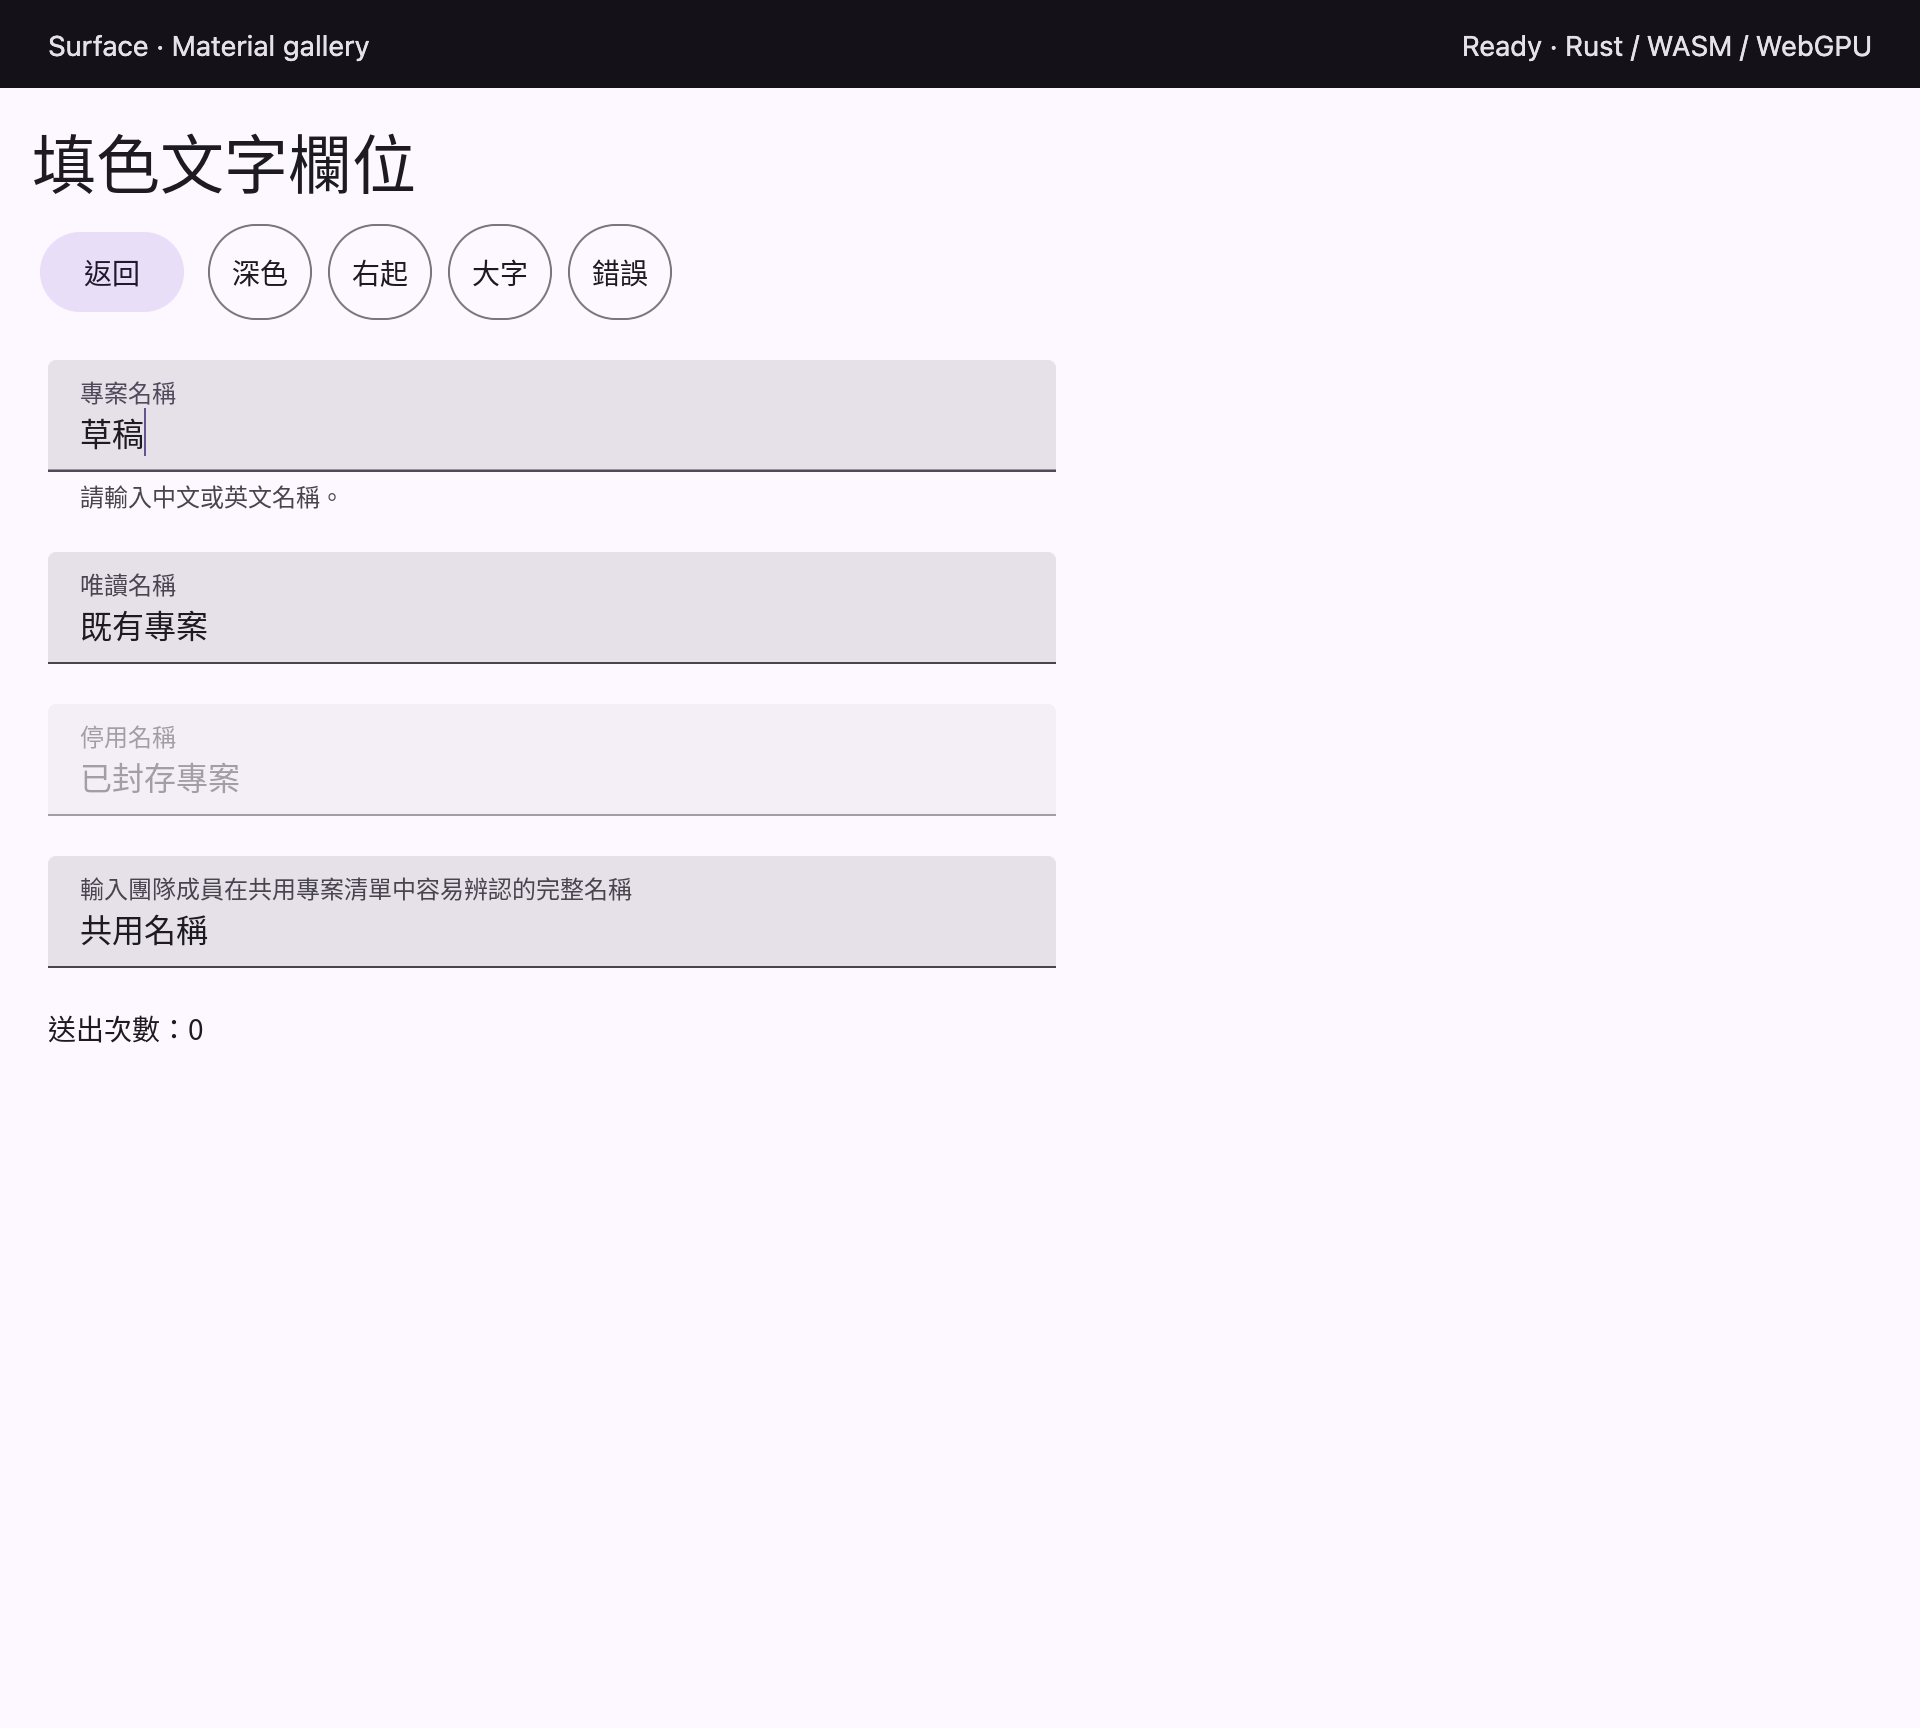 Surface · Material gallery
Ready · Rust / WASM / WebGPU
填色文字欄位
返回 深色 右起 大字 錯誤
專案名稱
草稿
請輸入中文或英文名稱。
唯讀名稱
既有專案
停用名稱
已封存專案
輸入團隊成員在共用專案清單中容易辨認的完整名稱
共用名稱
送出次數：0